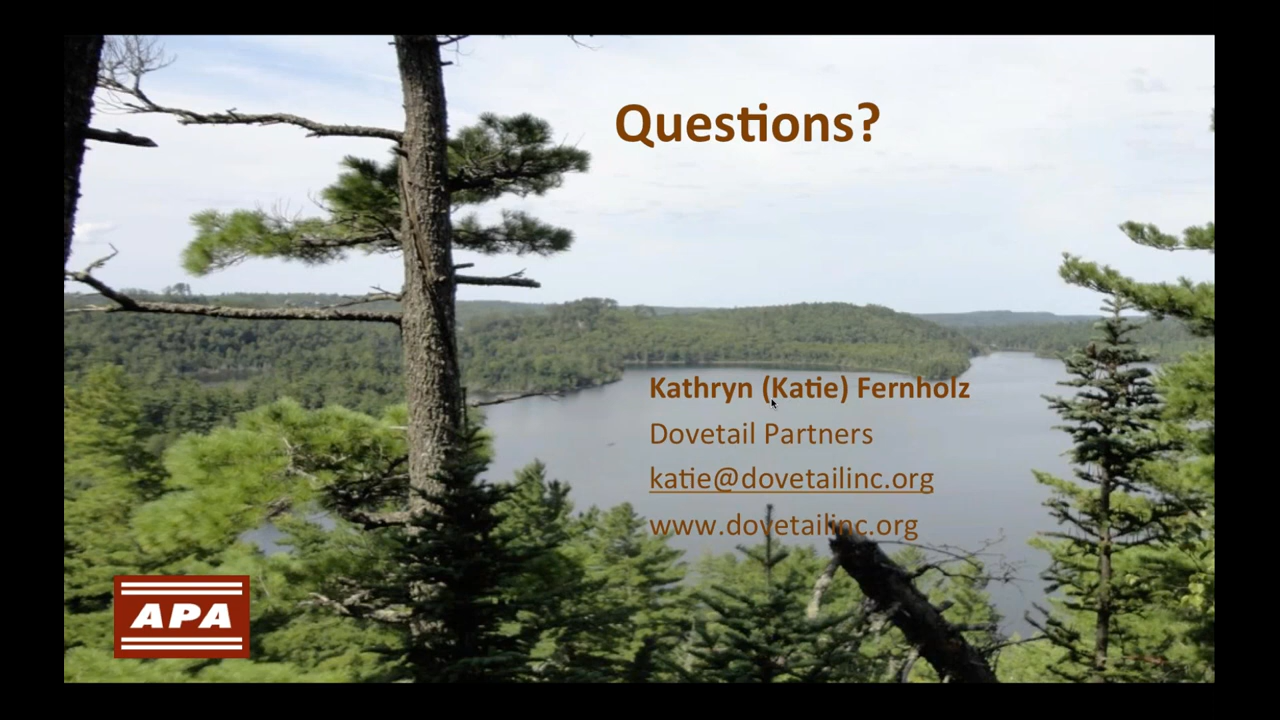 Questions?
Kathryn (Katie) Fernholz
Dovetail Partners
katie@dovetailinc.org
www.dovetailinc.org
APA